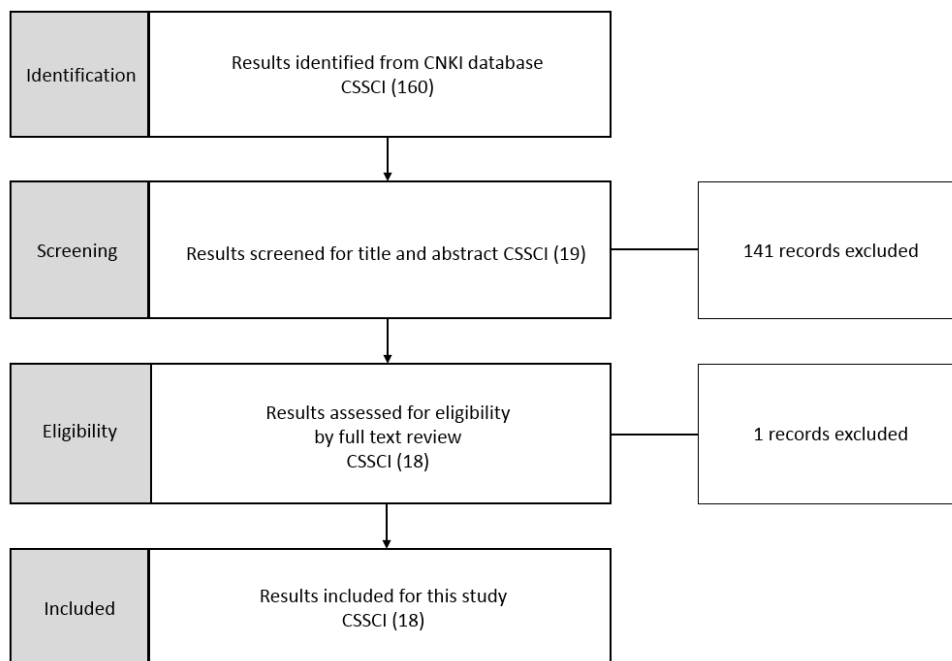 Identification
Results identified from CNKI database
CSSCI (160)
Screening
Results screened for title and abstract CSSCI (19)
141 records excluded
Eligibility
Results assessed for eligibility
by full text review
CSSCI (18)
1 records excluded
Included
Results included for this study
CSSCI (18)